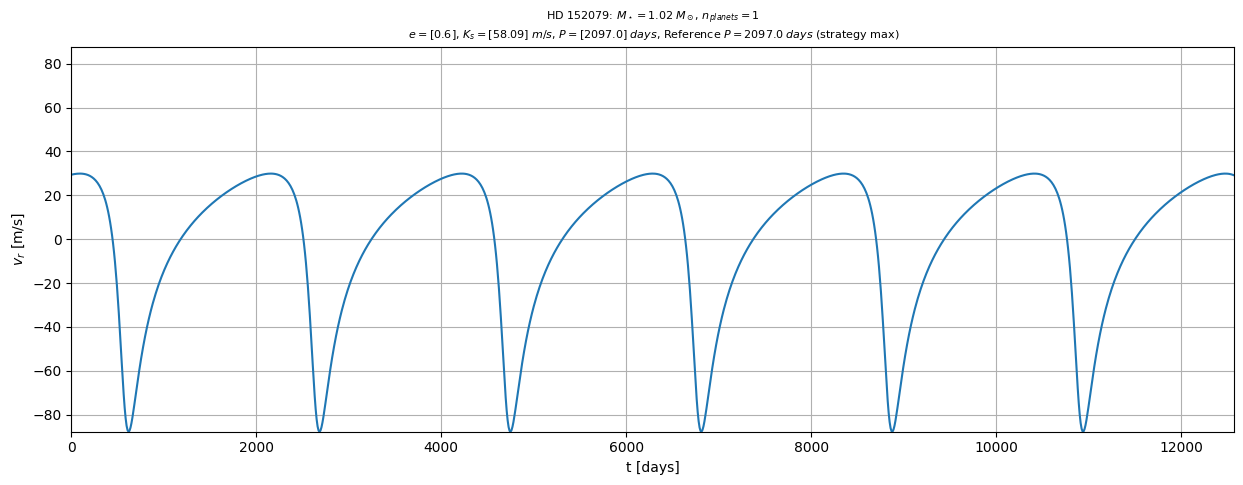 HD 152079: $M_\star = 1.02\ M_\odot$, $n_{planets} = 1$
$e = [0.6]$, $K_s = [58.09]\ m/s$, $P = [2097.0]\ days$, Reference $P = 2097.0\ days$ (strategy max)
80
60
40
20
0
−20
−40
−60
−80
$v_r$ [m/s]
0 2000 4000 6000 8000 10000 12000
t [days]